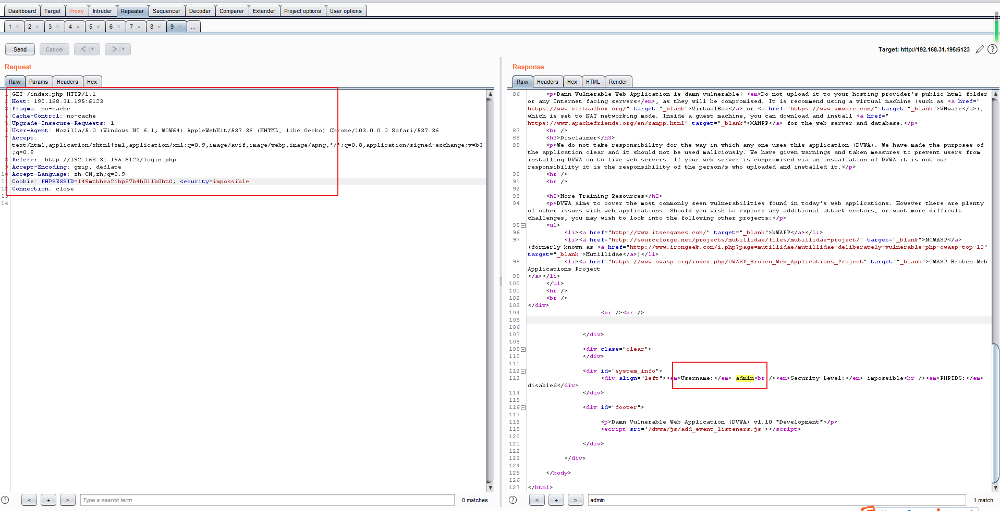 Dashboard Target Proxy Intruder Repeater Sequencer Decoder Comparer Extender Project options User options
1 × 2 × 3 × 4 × 5 × 6 × 7 × 8 × 9 × ...
Send Cancel < > Target: http://192.168.31.195:6123
Request
Raw Params Headers Hex
GET /index.php HTTP/1.1
Host: 192.168.31.195:6123
Pragma: no-cache
Cache-Control: no-cache
Upgrade-Insecure-Requests: 1
User-Agent: Mozilla/5.0 (Windows NT 6.1; WOW64) AppleWebKit/537.36 (KHTML, like Gecko) Chrome/103.0.0.0 Safari/537.36
Accept:
text/html,application/xhtml+xml,application/xml;q=0.9,image/avif,image/webp,image/apng,*/*;q=0.8,application/signed-exchange;v=b3
;q=0.9
Referer: http://192.168.31.195:6123/login.php
Accept-Encoding: gzip, deflate
10 Accept-Language: zh-CN,zh;q=0.9
11 Cookie: PHPSESSID=149mtbhea2ibp87b4h011b0ht0; security=impossible
12 Connection: close
13
14
? < + > Type a search term 0 matches
Response
Raw Headers Hex HTML Render
86 <p>Damn Vulnerable Web Application is damn vulnerable! <em>Do not upload it to your hosting provider's public html folder
or any Internet facing servers</em>, as they will be compromised. It is recommend using a virtual machine (such as <a href="
https://www.virtualbox.org/" target="_blank">VirtualBox</a> or <a href="https://www.vmware.com/" target="_blank">VMware</a>),
which is set to NAT networking mode. Inside a guest machine, you can download and install <a href="
https://www.apachefriends.org/en/xampp.html" target="_blank">XAMPP</a> for the web server and database.</p>
87 <br />
88 <h3>Disclaimer</h3>
89 <p>We do not take responsibility for the way in which any one uses this application (DVWA). We have made the purposes of
the application clear and it should not be used maliciously. We have given warnings and taken measures to prevent users from
installing DVWA on to live web servers. If your web server is compromised via an installation of DVWA it is not our
responsibility it is the responsibility of the person/s who uploaded and installed it.</p>
90 <hr />
91 <br />
92
93 <h2>More Training Resources</h2>
94 <p>DVWA aims to cover the most commonly seen vulnerabilities found in today's web applications. However there are plenty
of other issues with web applications. Should you wish to explore any additional attack vectors, or want more difficult
challenges, you may wish to look into the following other projects:</p>
95 <ul>
96 <li><a href="http://www.itsecgames.com/" target="_blank">bWAPP</a></li>
97 <li><a href="http://sourceforge.net/projects/mutillidae/files/mutillidae-project/" target="_blank">NOWASP</a>
(formerly known as <a href="http://www.irongeek.com/i.php?page=mutillidae/mutillidae-deliberately-vulnerable-php-owasp-top-10"
target="_blank">Mutillidae</a>)</li>
98 <li><a href="https://www.owasp.org/index.php/OWASP_Broken_Web_Applications_Project" target="_blank">OWASP Broken Web
Applications Project
99 </a></li>
100 </ul>
101 <hr />
102 <br />
103 </div>
104 <br /><br />
105
106
107 </div>
108
109 <div class="clear">
110 </div>
111
112 <div id="system_info">
113 <div align="left"><em>Username:</em> admin<br /><em>Security Level:</em> impossible<br /><em>PHPIDS:</em>
disabled</div>
114 </div>
115
116 <div id="footer">
117
118 <p>Damn Vulnerable Web Application (DVWA) v1.10 *Development*</p>
119 <script src='/dvwa/js/add_event_listeners.js'></script>
120
121 </div>
122
123 </div>
124
125 </body>
126
127 </html>
? < + > admin 1 match